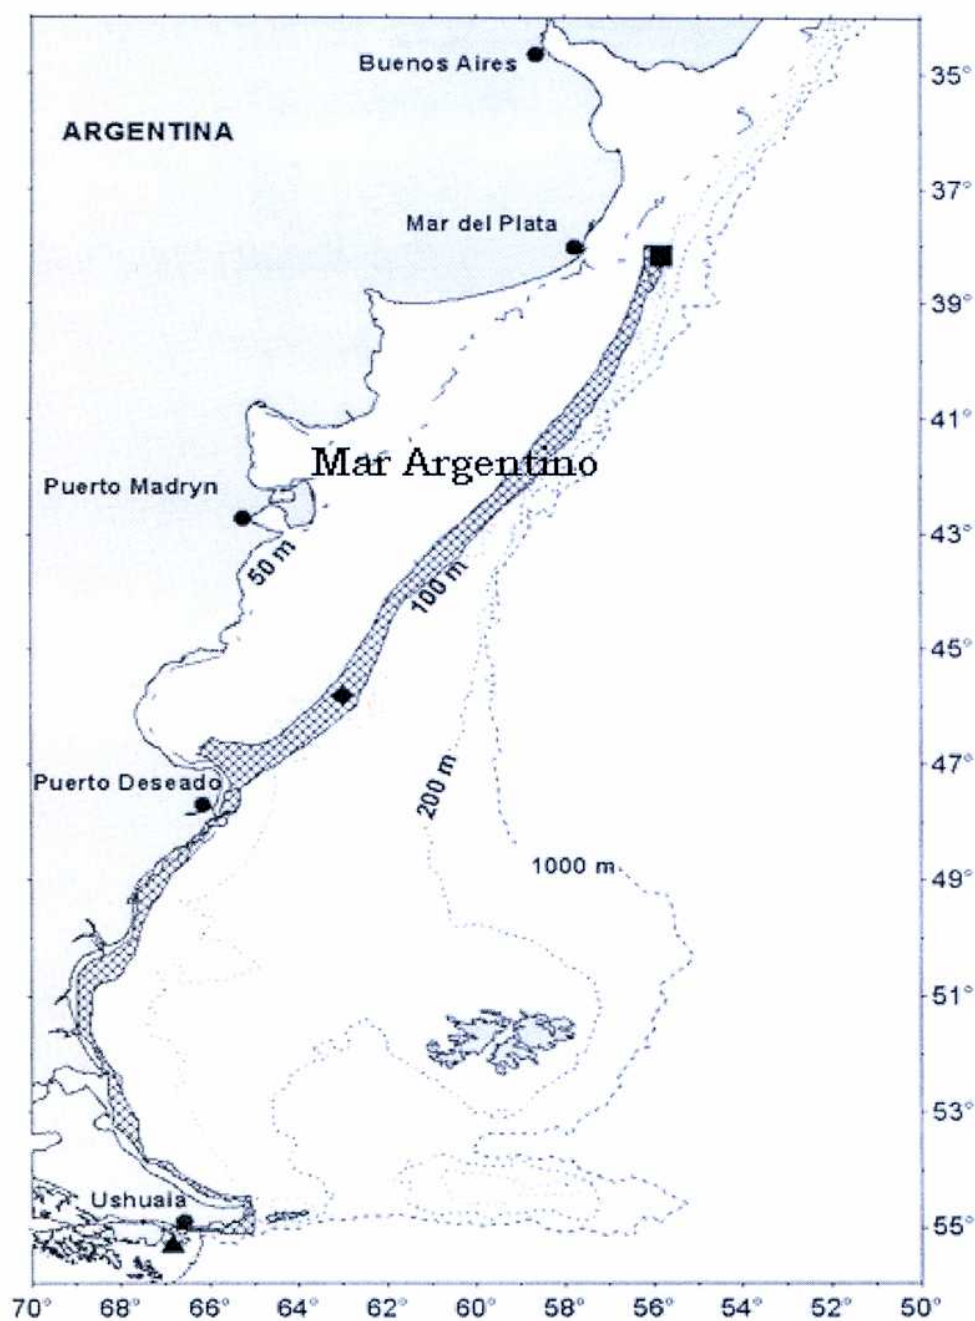 Buenos Aires
ARGENTINA
Mar del Plata
Mar Argentino
Puerto Madryn
50 m
100 m
Puerto Deseado
200 m
1000 m
Ushuaia
35°
37°
39°
41°
43°
45°
47°
49°
51°
53°
55°
70° 68° 66° 64° 62° 60° 58° 56° 54° 52° 50°